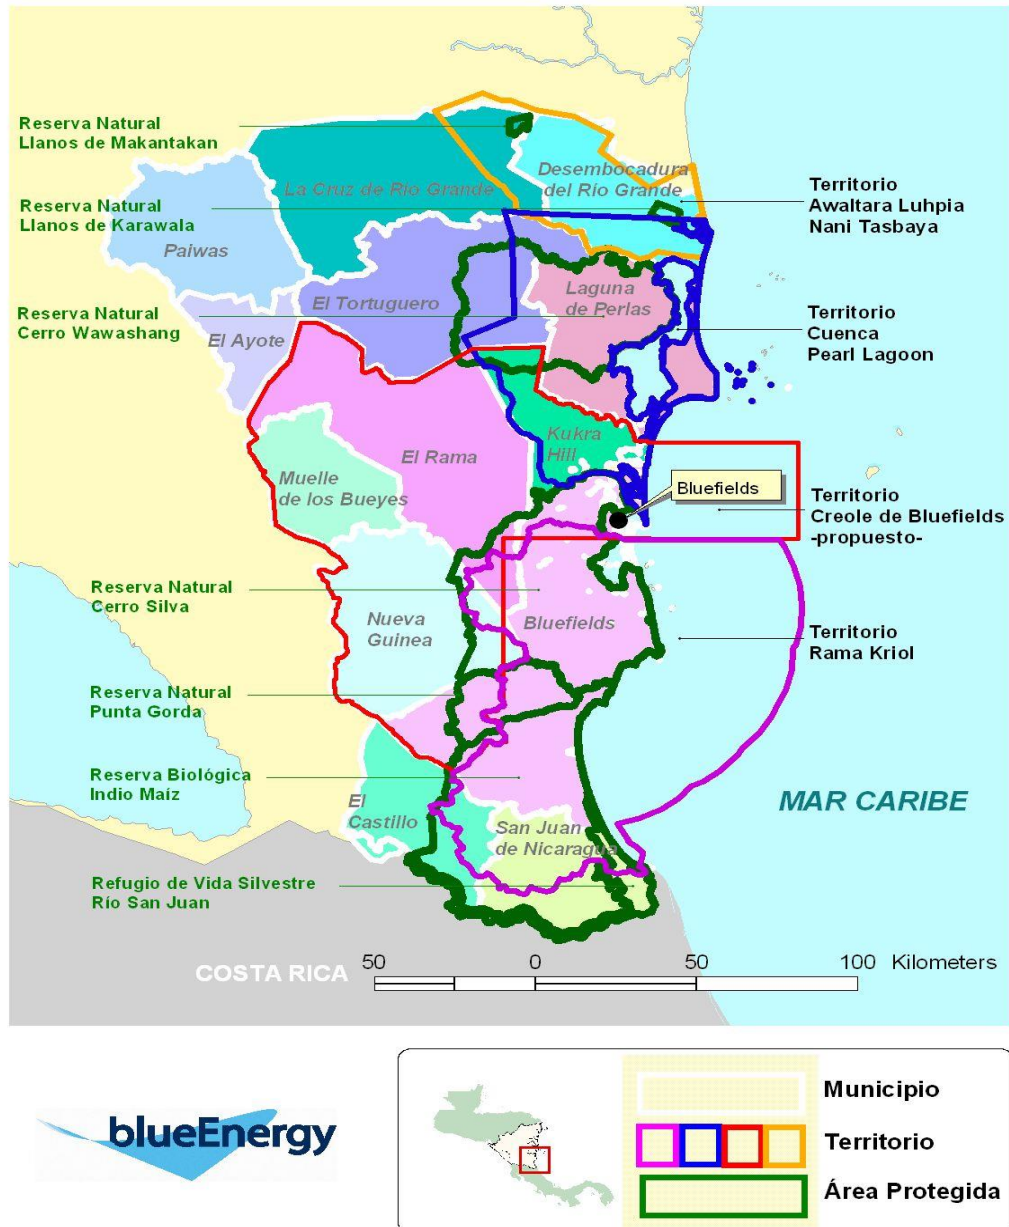 Reserva Natural
Llanos de Makantakan
Desembocadura
del Río Grande
La Cruz de Rio Grande
Territorio
Awaltara Luhpia
Nani Tasbaya
Reserva Natural
Llanos de Karawala
Paiwas
El Tortuguero
Laguna
de Perlas
Reserva Natural
Cerro Wawashang
El Ayote
Territorio
Cuenca
Pearl Lagoon
Kukra
Hill
El Rama
Muelle
de los Bueyes
Bluefields
Territorio
Creole de Bluefields
-propuesto-
Reserva Natural
Cerro Silva
Nueva
Guinea
Bluefields
Territorio
Rama Kriol
Reserva Natural
Punta Gorda
Reserva Biológica
Indio Maíz
MAR CARIBE
El
Castillo
San Juan
de Nicaragua
Refugio de Vida Silvestre
Río San Juan
COSTA RICA
50 0 50 100 Kilometers
blueEnergy
Municipio
Territorio
Área Protegida